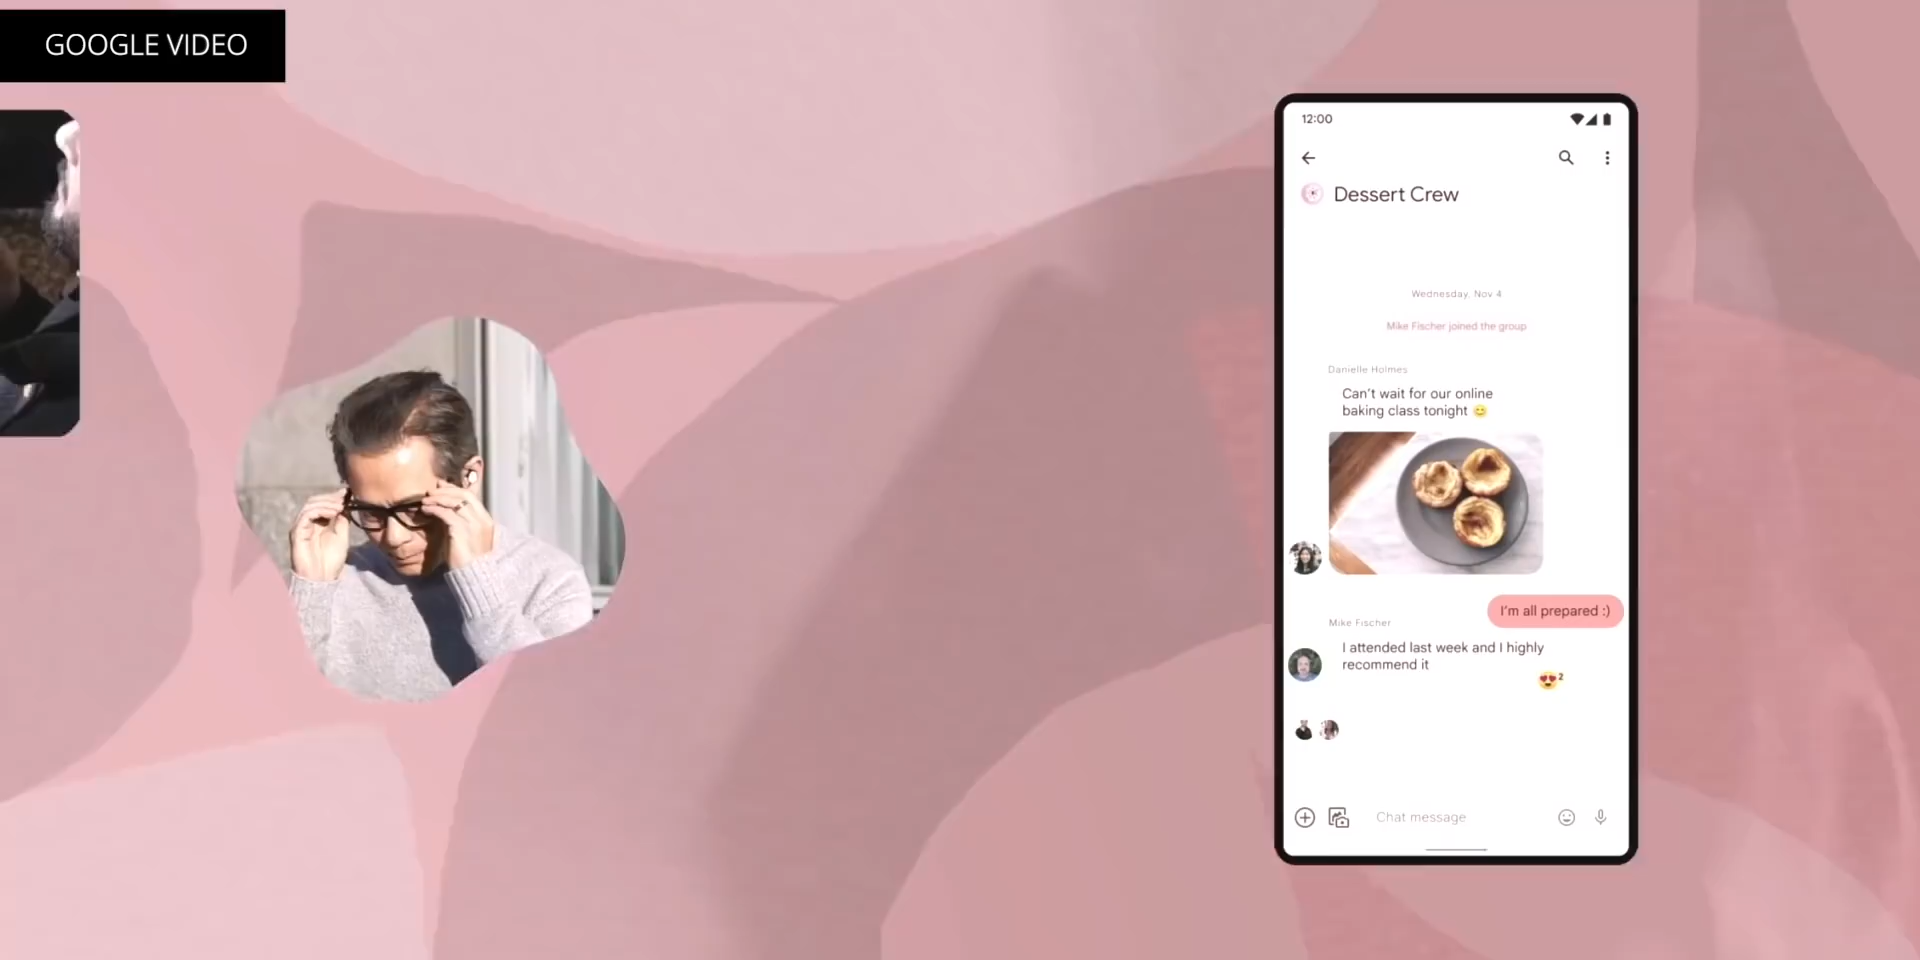 GOOGLE VIDEO
12:00
Dessert Crew
Wednesday, Nov 4
Mike Fischer joined the group
Danielle Holmes
Can't wait for our online
baking class tonight 😊
I'm all prepared :)
Mike Fischer
I attended last week and I highly
recommend it
😍2
Chat message